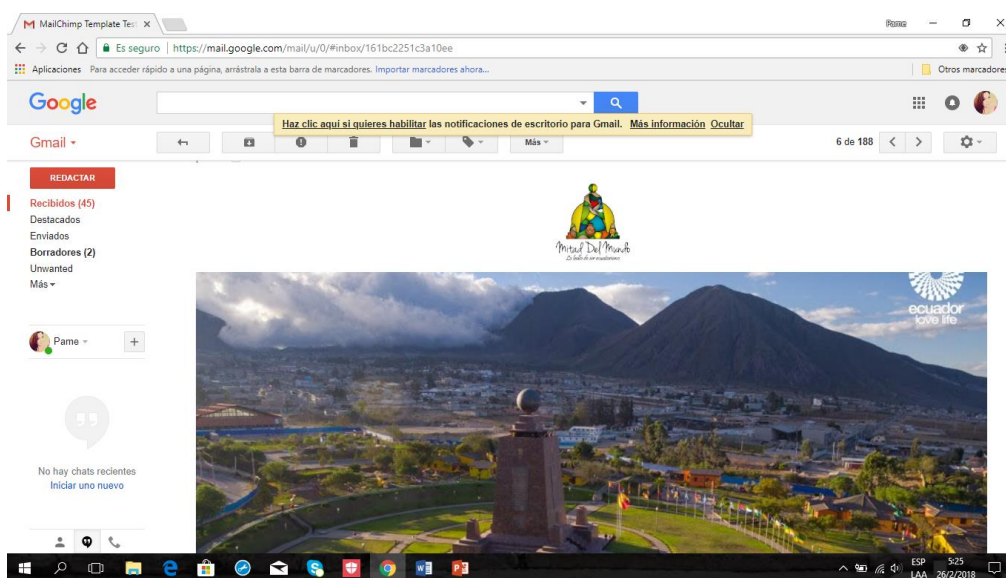 MailChimp Template Tes
Pame
Es seguro
https://mail.google.com/mail/u/0/#inbox/161bc2251c3a10ee
Aplicaciones
Para acceder rápido a una página, arrástrala a esta barra de marcadores. Importar marcadores ahora...
Otros marcadores
Google
Haz clic aquí si quieres habilitar las notificaciones de escritorio para Gmail. Más información Ocultar
Gmail
Más
6 de 188
REDACTAR
Recibidos (45)
Destacados
Enviados
Borradores (2)
Unwanted
Más
Pame
No hay chats recientes
Iniciar uno nuevo
Mitad Del Mundo
ecuador
love life
ESP
LAA
5:25
26/2/2018